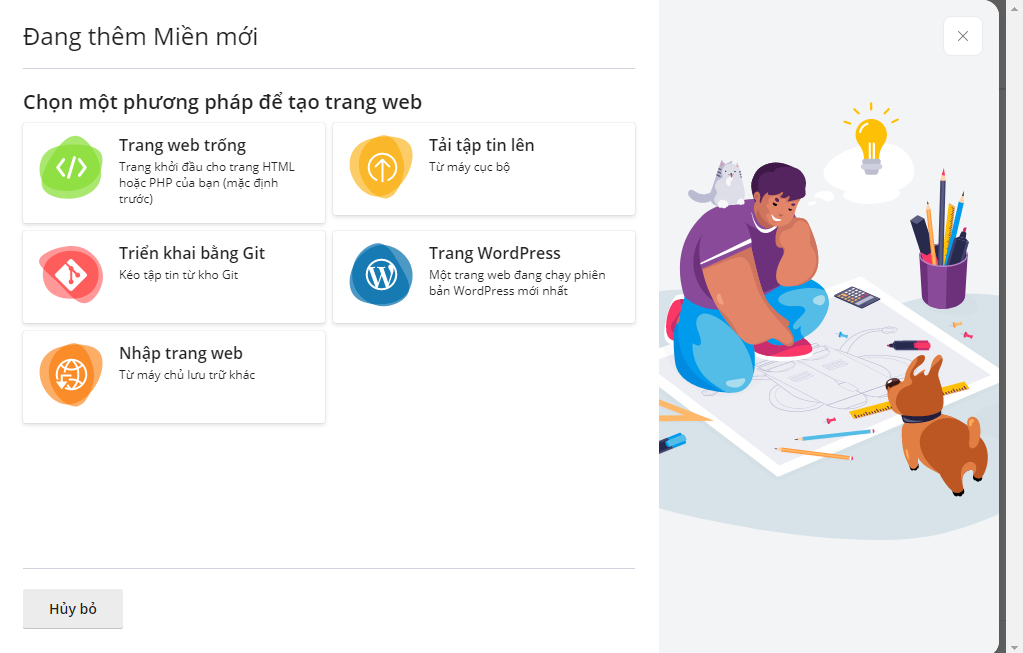 Đang thêm Miền mới
Chọn một phương pháp để tạo trang web
Trang web trống
Trang khởi đầu cho trang HTML
hoặc PHP của bạn (mặc định
trước)
Tải tập tin lên
Từ máy cục bộ
Triển khai bằng Git
Kéo tập tin từ kho Git
Trang WordPress
Một trang web đang chạy phiên
bản WordPress mới nhất
Nhập trang web
Từ máy chủ lưu trữ khác
Hủy bỏ